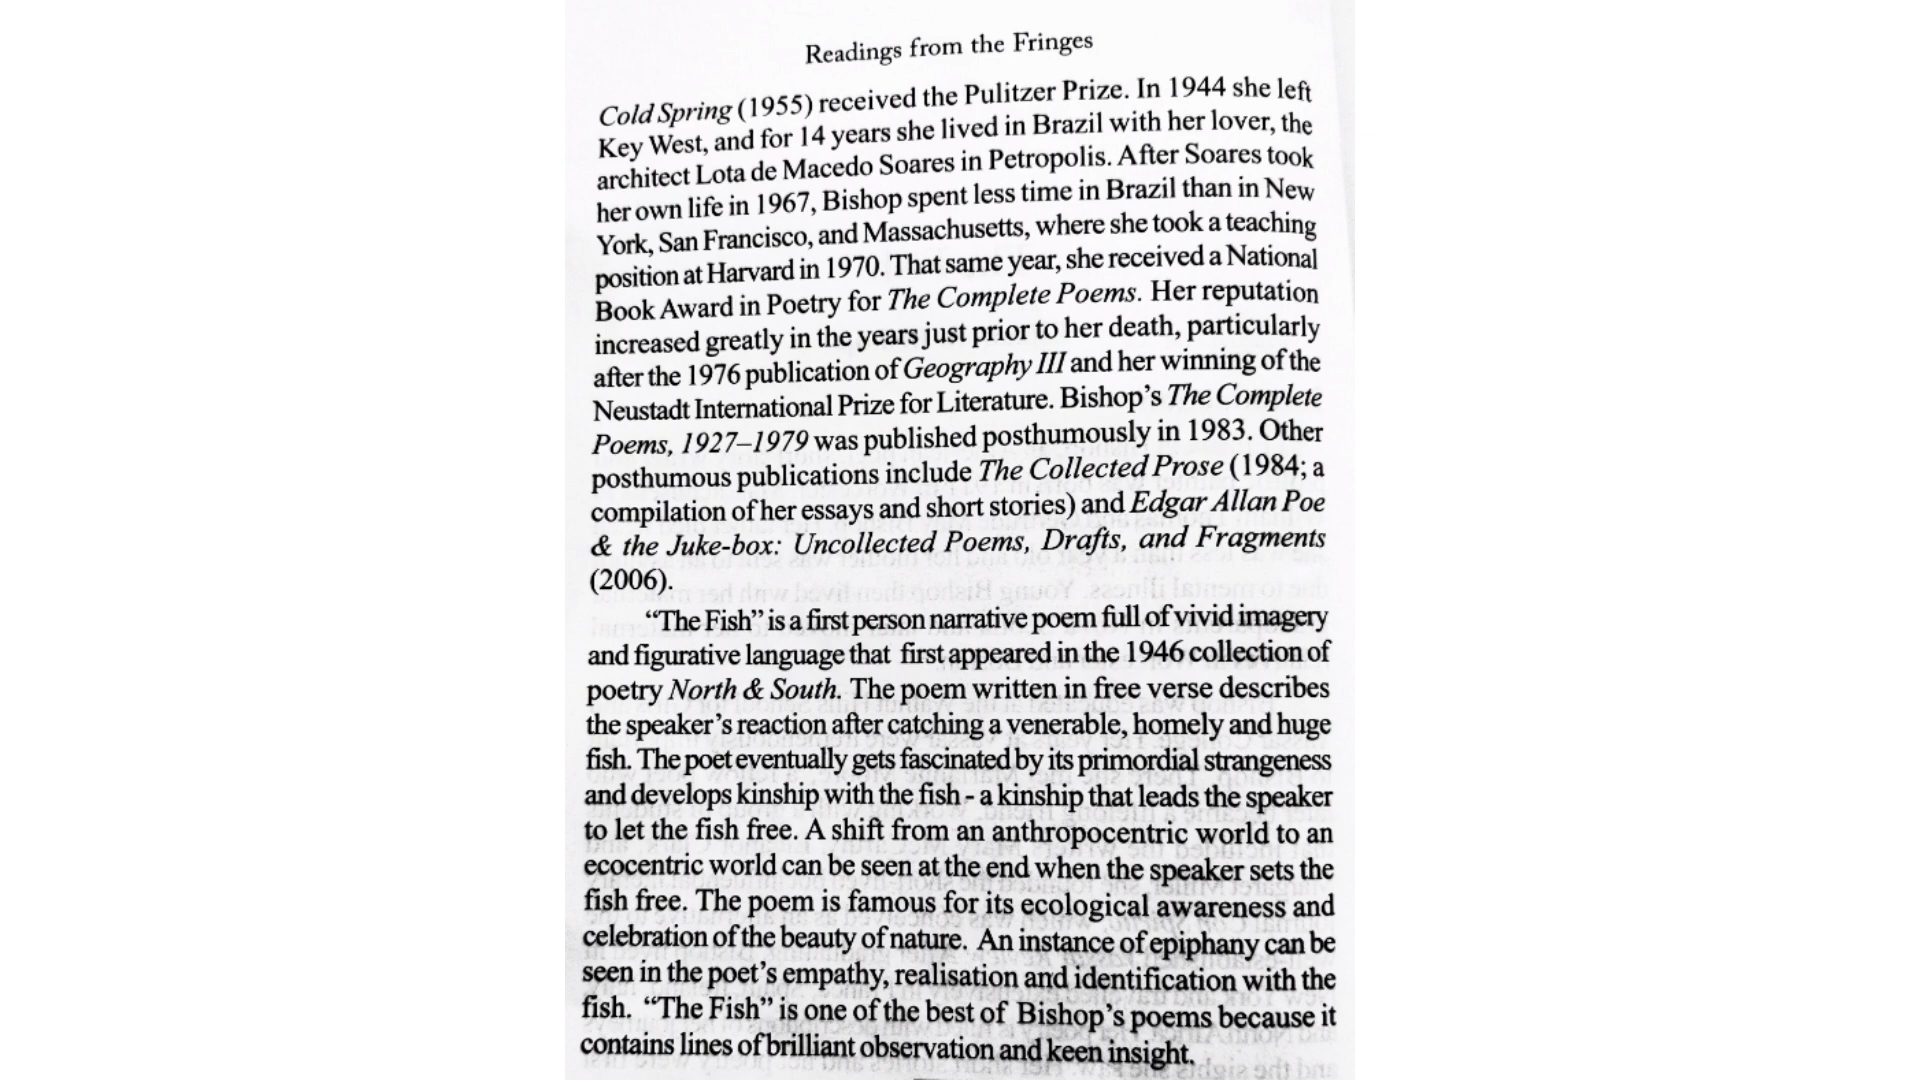 Readings from the Fringes
Cold Spring (1955) received the Pulitzer Prize. In 1944 she left
Key West, and for 14 years she lived in Brazil with her lover, the
architect Lota de Macedo Soares in Petropolis. After Soares took
her own life in 1967, Bishop spent less time in Brazil than in New
York, San Francisco, and Massachusetts, where she took a teaching
position at Harvard in 1970. That same year, she received a National
Book Award in Poetry for The Complete Poems. Her reputation
increased greatly in the years just prior to her death, particularly
after the 1976 publication of Geography III and her winning of the
Neustadt International Prize for Literature. Bishop's The Complete
Poems, 1927–1979 was published posthumously in 1983. Other
posthumous publications include The Collected Prose (1984; a
compilation of her essays and short stories) and Edgar Allan Poe
& the Juke-box: Uncollected Poems, Drafts, and Fragments
(2006).
"The Fish" is a first person narrative poem full of vivid imagery
and figurative language that first appeared in the 1946 collection of
poetry North & South. The poem written in free verse describes
the speaker's reaction after catching a venerable, homely and huge
fish. The poet eventually gets fascinated by its primordial strangeness
and develops kinship with the fish - a kinship that leads the speaker
to let the fish free. A shift from an anthropocentric world to an
ecocentric world can be seen at the end when the speaker sets the
fish free. The poem is famous for its ecological awareness and
celebration of the beauty of nature. An instance of epiphany can be
seen in the poet's empathy, realisation and identification with the
fish. "The Fish" is one of the best of Bishop's poems because it
contains lines of brilliant observation and keen insight.